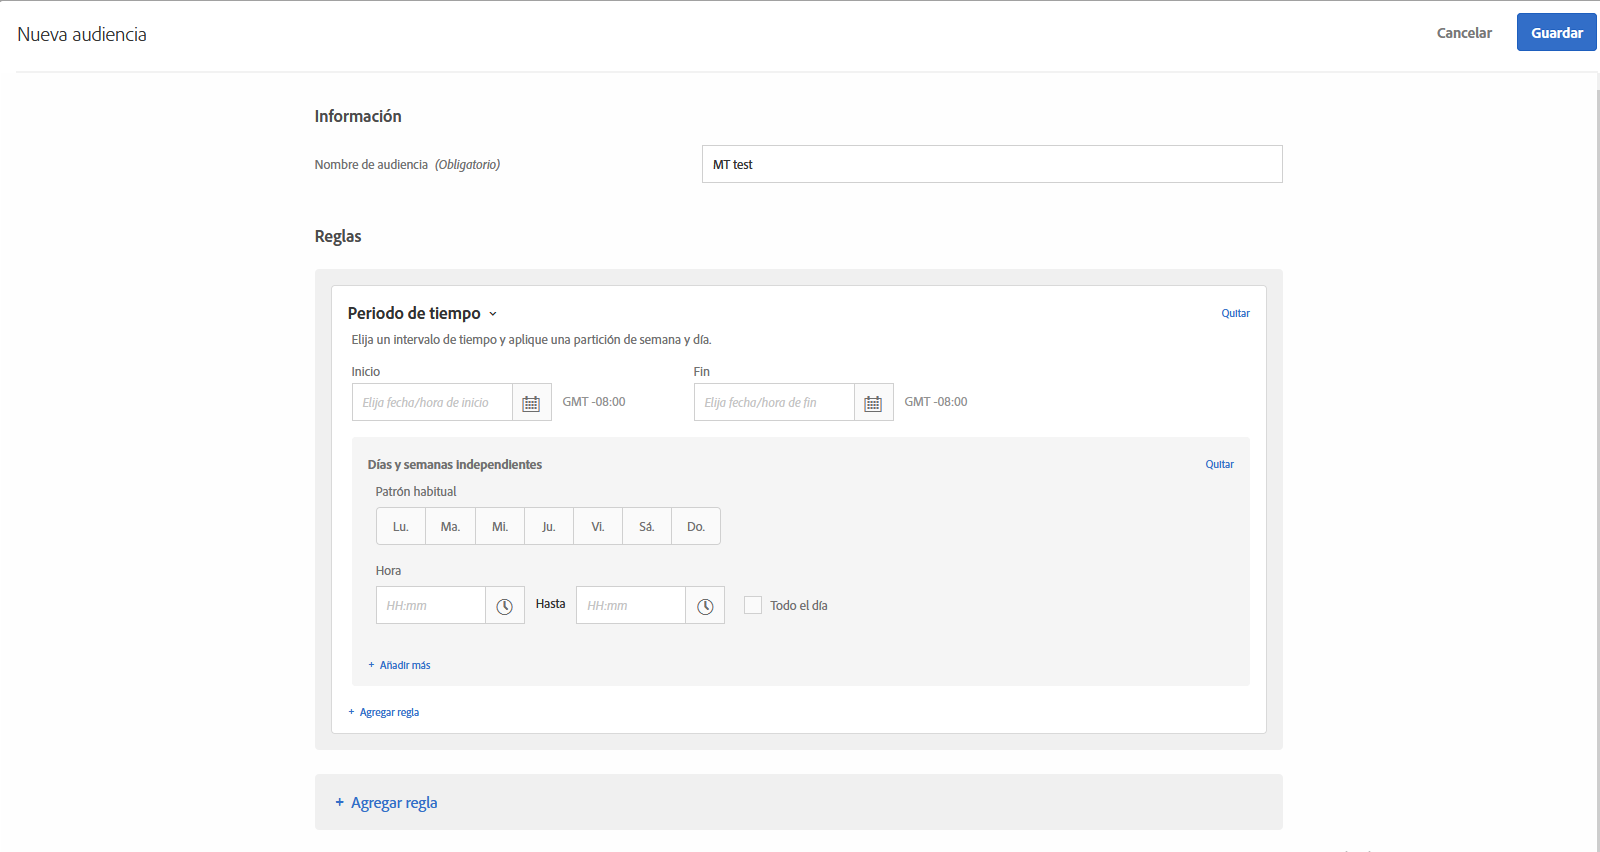 Nueva audiencia
Cancelar
Guardar
Información
Nombre de audiencia (Obligatorio)
MT test
Reglas
Periodo de tiempo
Quitar
Elija un intervalo de tiempo y aplique una partición de semana y día.
Inicio
Fin
Elija fecha/hora de inicio
GMT -08:00
Elija fecha/hora de fin
GMT -08:00
Días y semanas independientes
Quitar
Patrón habitual
Lu. Ma. Mi. Ju. Vi. Sá. Do.
Hora
HH:mm
Hasta
HH:mm
Todo el día
+ Añadir más
+ Agregar regla
+ Agregar regla